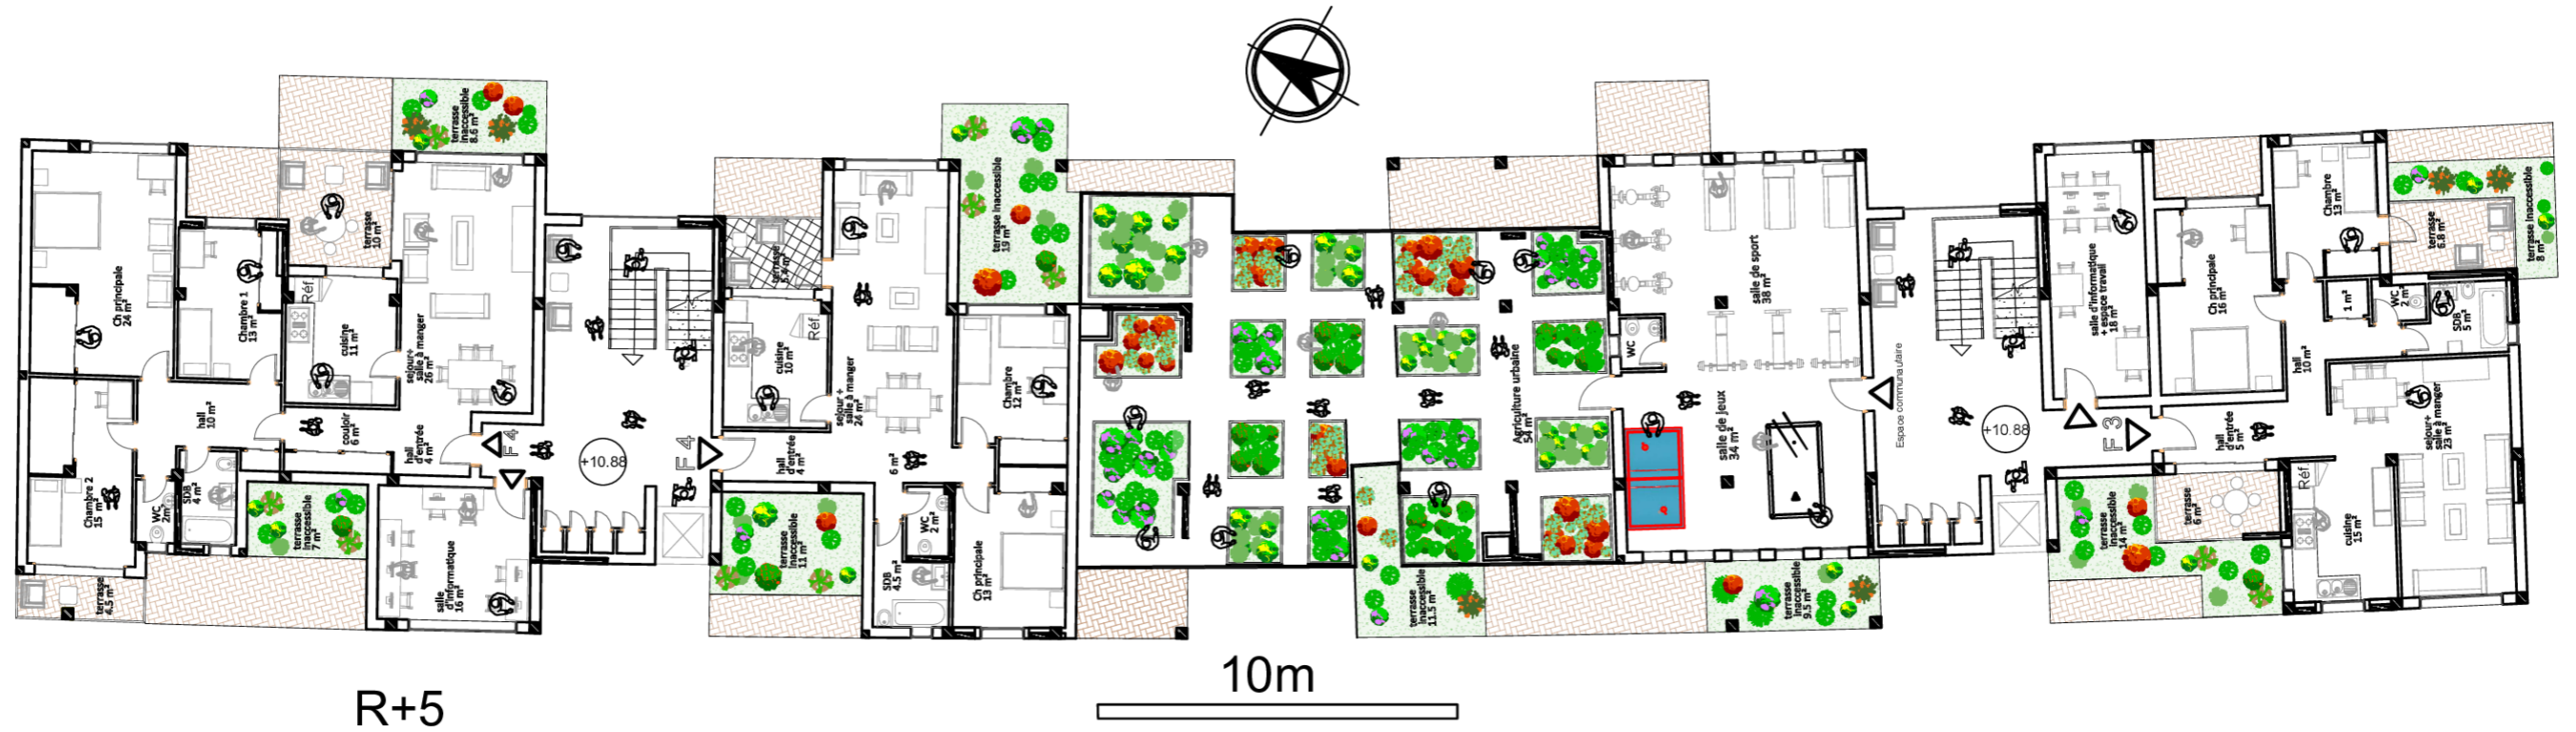 Ch principale
24 m²
Chambre 1
13 m²
terrasse
10 m²
terrasse
inaccessible
8.6 m²
Réf
cuisine
11 m²
sejour+
salle à manger
26 m²
hall
10 m²
couloir
6 m²
hall
d'entrée
4 m²
F4
Chambre 2
15 m²
WC
2m²
SDB
4 m²
terrasse
inaccessible
7 m²
salle
d'informatique
16 m²
terrasse
4.5 m²
+10.88
F4
terrasse
Réf
cuisine
10 m²
sejour +
salle à manger
24 m²
terrasse inaccessible
19 m²
Chambre
12 m²
hall
d'entrée
4 m²
6 m²
terrasse
inaccessible
11 m²
WC
2 m²
SDB
4.5 m²
Ch principale
13 m²
Agriculture urbaine
54 m²
terrasse
inaccessible
11.5 m²
salle de sport
38 m²
WC
salle de jeux
34 m²
terrasse
inaccessible
9.5 m²
Espace communautaire
+10.88
salle d'informatique
+ espace travail
18 m²
F3
Ch principale
16 m²
Chambre
13 m²
terrasse
6.8 m²
terrasse inaccessible
8 m²
hall
10 m²
1 m²
WC
2 m²
SDB
5 m²
hall
d'entrée
5 m²
sejour+
salle à manger
23 m²
terrasse
inaccessible
14 m²
terrasse
6 m²
Réf
cuisine
15 m²
R+5
10m